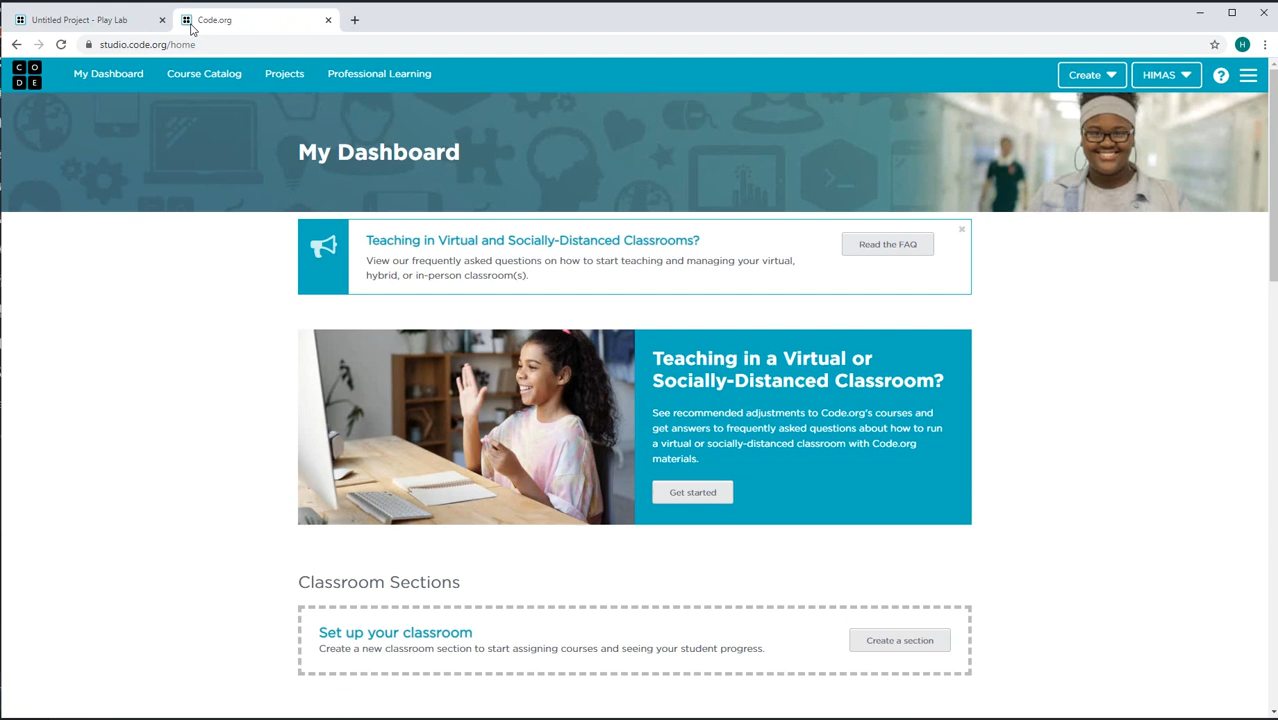 Untitled Project - Play Lab
Code.org
studio.code.org/home
H
C O
D E
My Dashboard
Course Catalog
Projects
Professional Learning
Create
HIMAS
?
My Dashboard
Teaching in Virtual and Socially-Distanced Classrooms?
View our frequently asked questions on how to start teaching and managing your virtual,
hybrid, or in-person classroom(s).
Read the FAQ
Teaching in a Virtual or
Socially-Distanced Classroom?
See recommended adjustments to Code.org's courses and
get answers to frequently asked questions about how to run
a virtual or socially-distanced classroom with Code.org
materials.
Get started
Classroom Sections
Set up your classroom
Create a new classroom section to start assigning courses and seeing your student progress.
Create a section